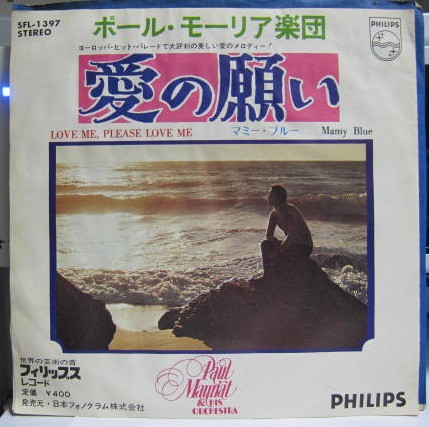 SFL-1397
STEREO
ポール・モーリア楽団
PHILIPS
ヨーロッパ・ヒット・パレードで大評判の美しい愛のメロディー!
愛の願い
LOVE ME, PLEASE LOVE ME
マミー・ブルー Mamy Blue
世界の芸術の音
フィリップス
レコード
定価 ¥400
発売元・日本フォノグラム株式会社
Paul
Mauriat
& HIS
ORCHESTRA
PHILIPS